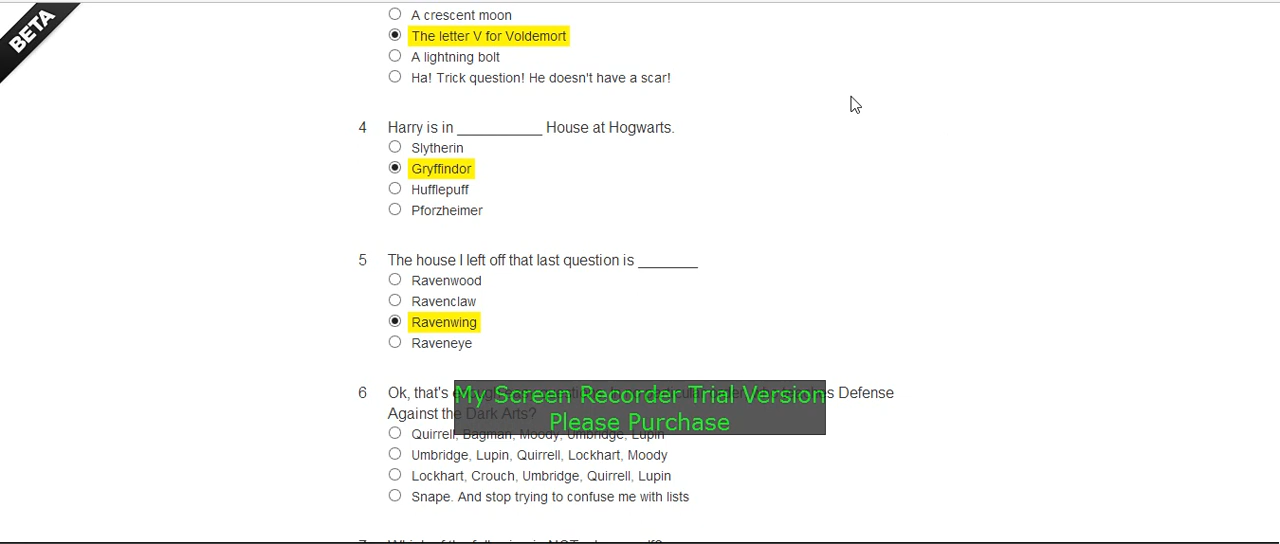 BETA
A crescent moon
The letter V for Voldemort
A lightning bolt
Ha! Trick question! He doesn't have a scar!
4 Harry is in ___________ House at Hogwarts.
Slytherin
Gryffindor
Hufflepuff
Pforzheimer
5 The house I left off that last question is ________
Ravenwood
Ravenclaw
Ravenwing
Raveneye
6 Ok, that's Defense
My Screen Recorder Trial Version
Against the Dark Arts?
Please Purchase
Quirrell, Bagman, Moody, Umbridge, Lupin
Umbridge, Lupin, Quirrell, Lockhart, Moody
Lockhart, Crouch, Umbridge, Quirrell, Lupin
Snape. And stop trying to confuse me with lists